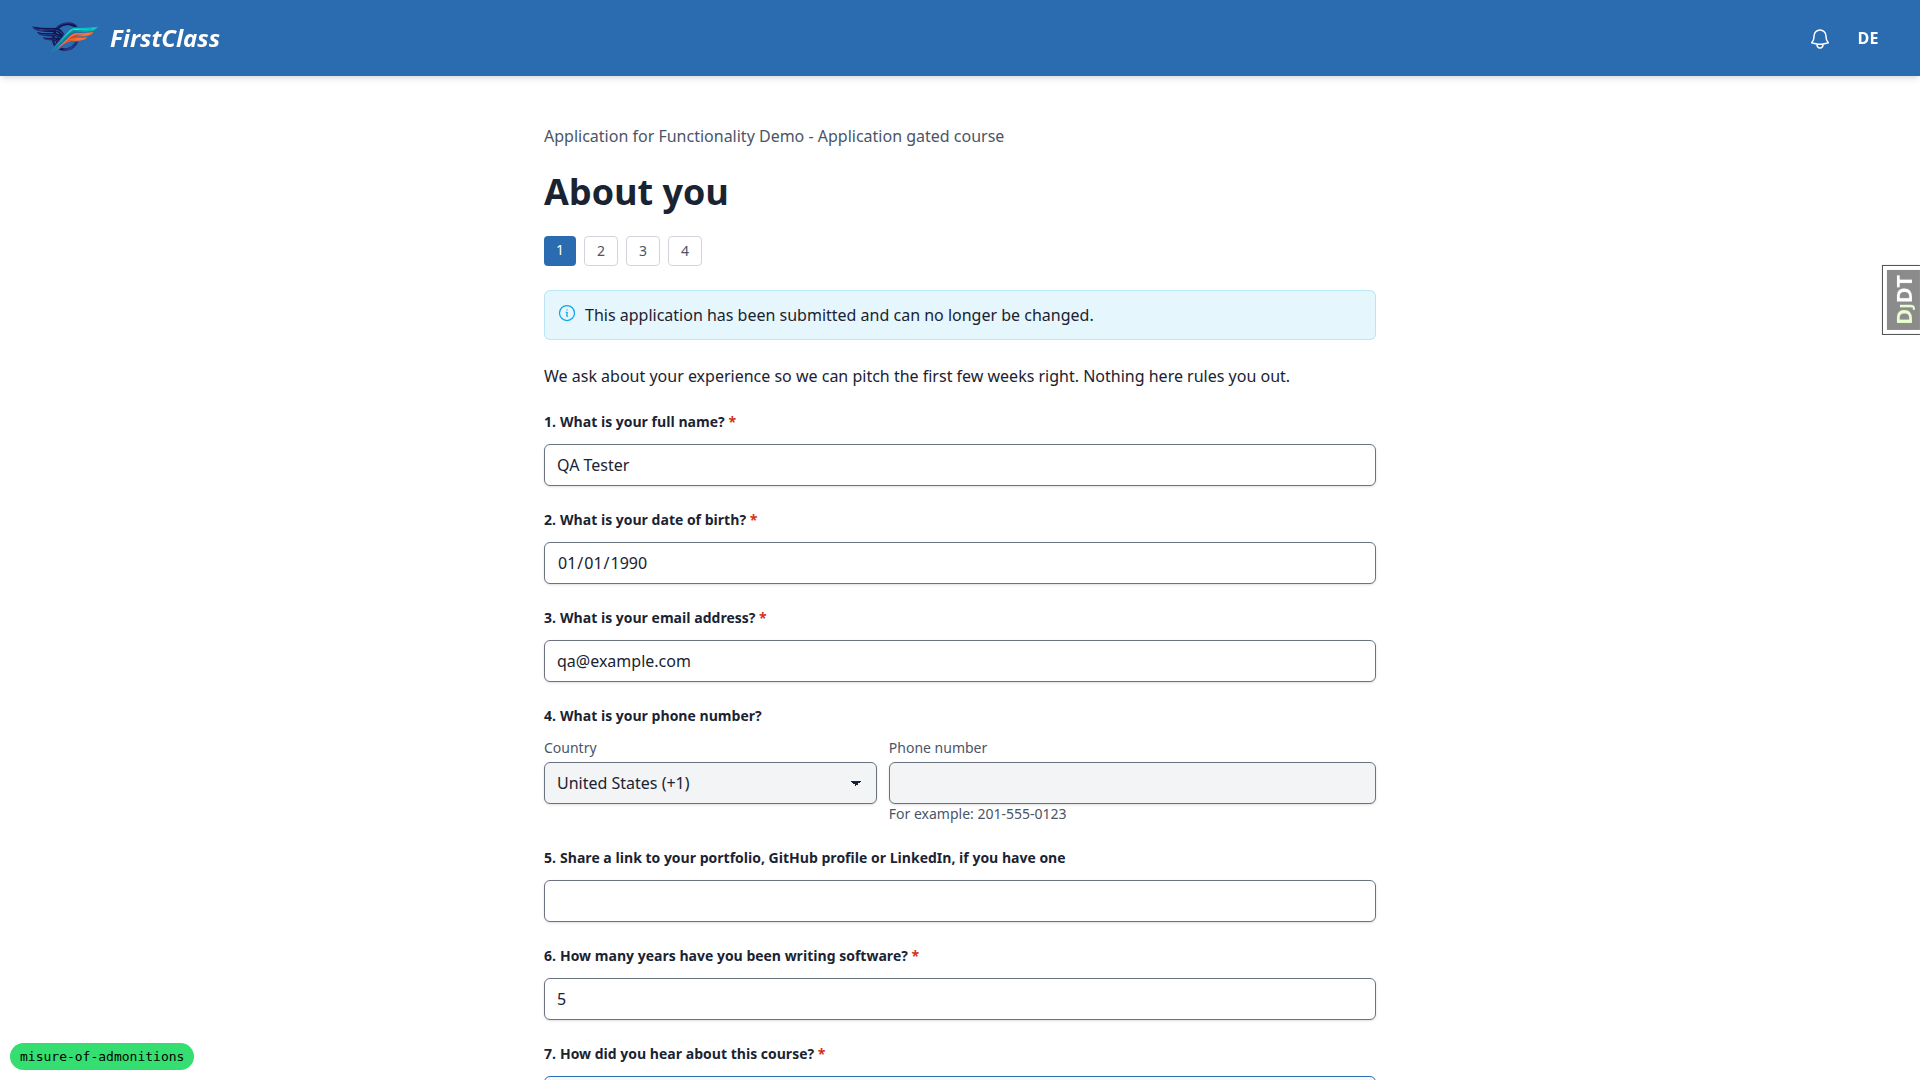 FirstClass
DE
Application for Functionality Demo - Application gated course
About you
1 2 3 4
This application has been submitted and can no longer be changed.
We ask about your experience so we can pitch the first few weeks right. Nothing here rules you out.
1. What is your full name? *
QA Tester
2. What is your date of birth? *
01/01/1990
3. What is your email address? *
qa@example.com
4. What is your phone number?
Country Phone number
United States (+1)
For example: 201-555-0123
5. Share a link to your portfolio, GitHub profile or LinkedIn, if you have one
6. How many years have you been writing software? *
5
7. How did you hear about this course? *
DjDT
misure-of-admonitions